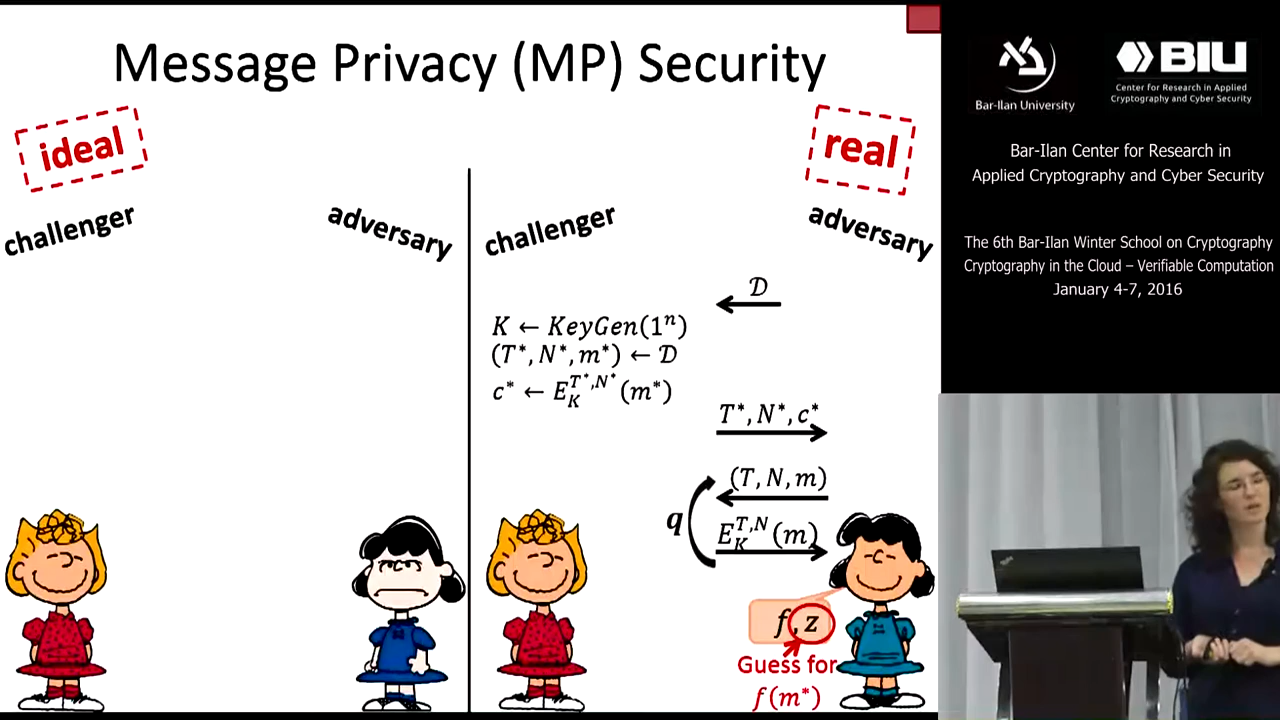 Message Privacy (MP) Security
ideal
real
challenger
adversary
challenger
adversary
𝒟
K ← KeyGen(1ⁿ)
(T*, N*, m*) ← 𝒟
c* ← E_K^{T*,N*}(m*)
T*, N*, c*
(T, N, m)
q
E_K^{T,N}(m)
f, z
Guess for
f(m*)
Bar-Ilan University
BIU
Center for Research in Applied
Cryptography and Cyber Security
Bar-Ilan Center for Research in
Applied Cryptography and Cyber Security
The 6th Bar-Ilan Winter School on Cryptography
Cryptography in the Cloud – Verifiable Computation
January 4-7, 2016